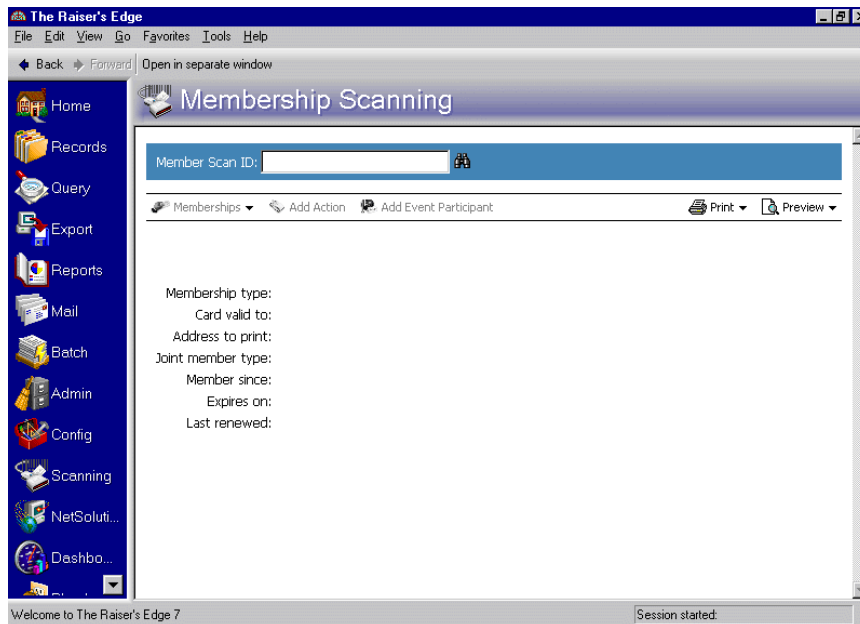 The Raiser's Edge
File Edit View Go Favorites Tools Help
Back Forward Open in separate window
Membership Scanning
Home
Records
Query
Export
Reports
Mail
Batch
Admin
Config
Scanning
NetSoluti...
Dashbo...
Member Scan ID:
Memberships Add Action Add Event Participant Print Preview
Membership type:
Card valid to:
Address to print:
Joint member type:
Member since:
Expires on:
Last renewed:
Welcome to The Raiser's Edge 7 Session started: